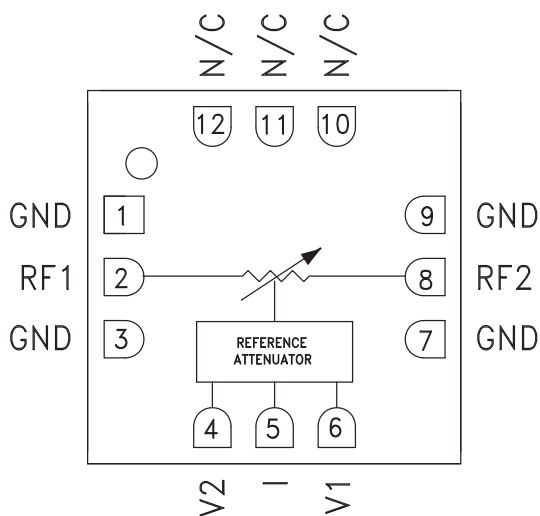 N/C N/C N/C
12 11 10
GND 1 9 GND
RF1 2 8 RF2
GND 3 7 GND
REFERENCE
ATTENUATOR
4 5 6
V2 I V1